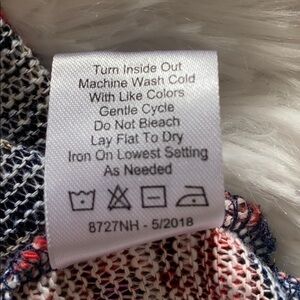 Turn Inside Out
Machine Wash Cold
With Like Colors
Gentle Cycle
Do Not Bleach
Lay Flat To Dry
Iron On Lowest Setting
As Needed
8727NH - 5/2018